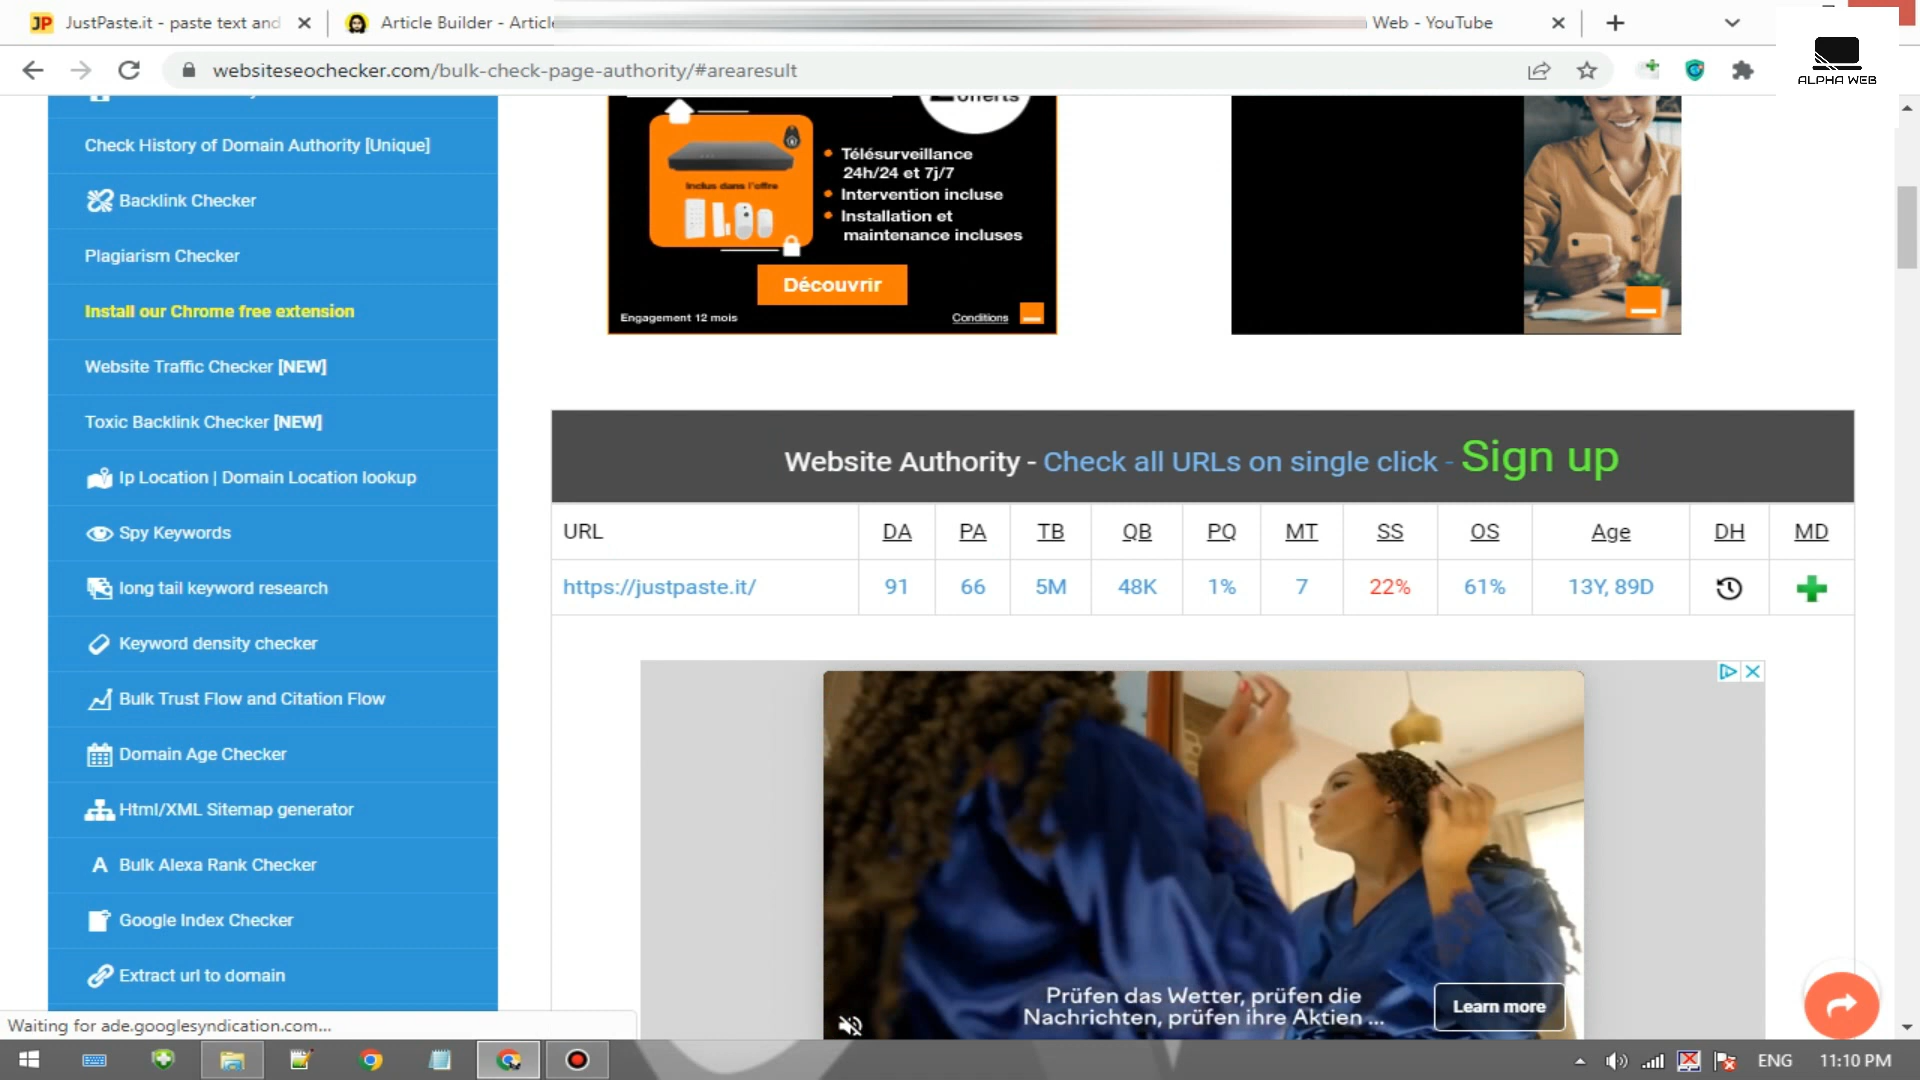 JustPaste.it - paste text and
Article Builder - Article
Web - YouTube
websiteseochecker.com/bulk-check-page-authority/#arearesult
ALPHA WEB
Check History of Domain Authority [Unique]
Backlink Checker
Plagiarism Checker
Install our Chrome free extension
Website Traffic Checker [NEW]
Toxic Backlink Checker [NEW]
Ip Location | Domain Location lookup
Spy Keywords
long tail keyword research
Keyword density checker
Bulk Trust Flow and Citation Flow
Domain Age Checker
Html/XML Sitemap generator
A Bulk Alexa Rank Checker
Google Index Checker
Extract url to domain
offerts
Inclus dans l'offre
• Télésurveillance
24h/24 et 7j/7
• Intervention incluse
• Installation et
maintenance incluses
Découvrir
Engagement 12 mois
Conditions
Website Authority - Check all URLs on single click - Sign up
URL DA PA TB QB PQ MT SS OS Age DH MD
https://justpaste.it/ 91 66 5M 48K 1% 7 22% 61% 13Y, 89D
Prüfen das Wetter, prüfen die
Nachrichten, prüfen ihre Aktien ...
Learn more
Waiting for ade.googlesyndication.com...
ENG
11:10 PM